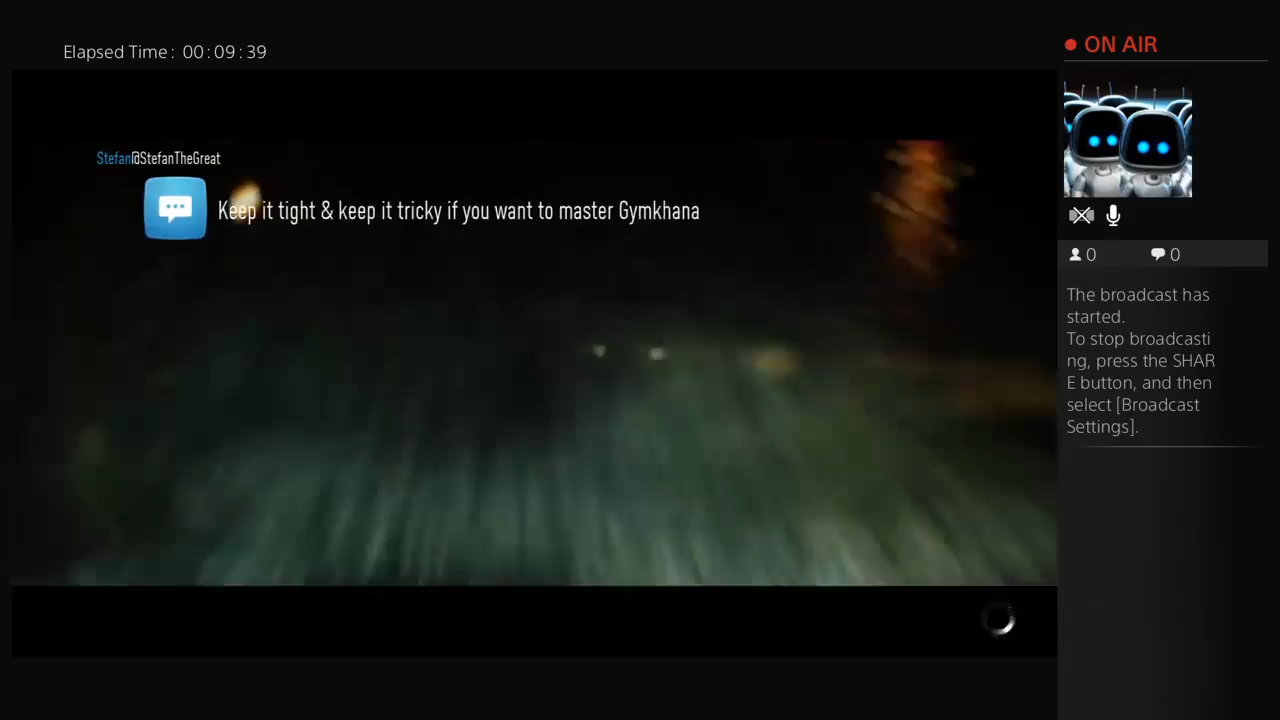 Elapsed Time: 00:09:39
ON AIR
Stefan@StefanTheGreat
Keep it tight & keep it tricky if you want to master Gymkhana
0 0
The broadcast has
started.
To stop broadcasti
ng, press the SHAR
E button, and then
select [Broadcast
Settings].